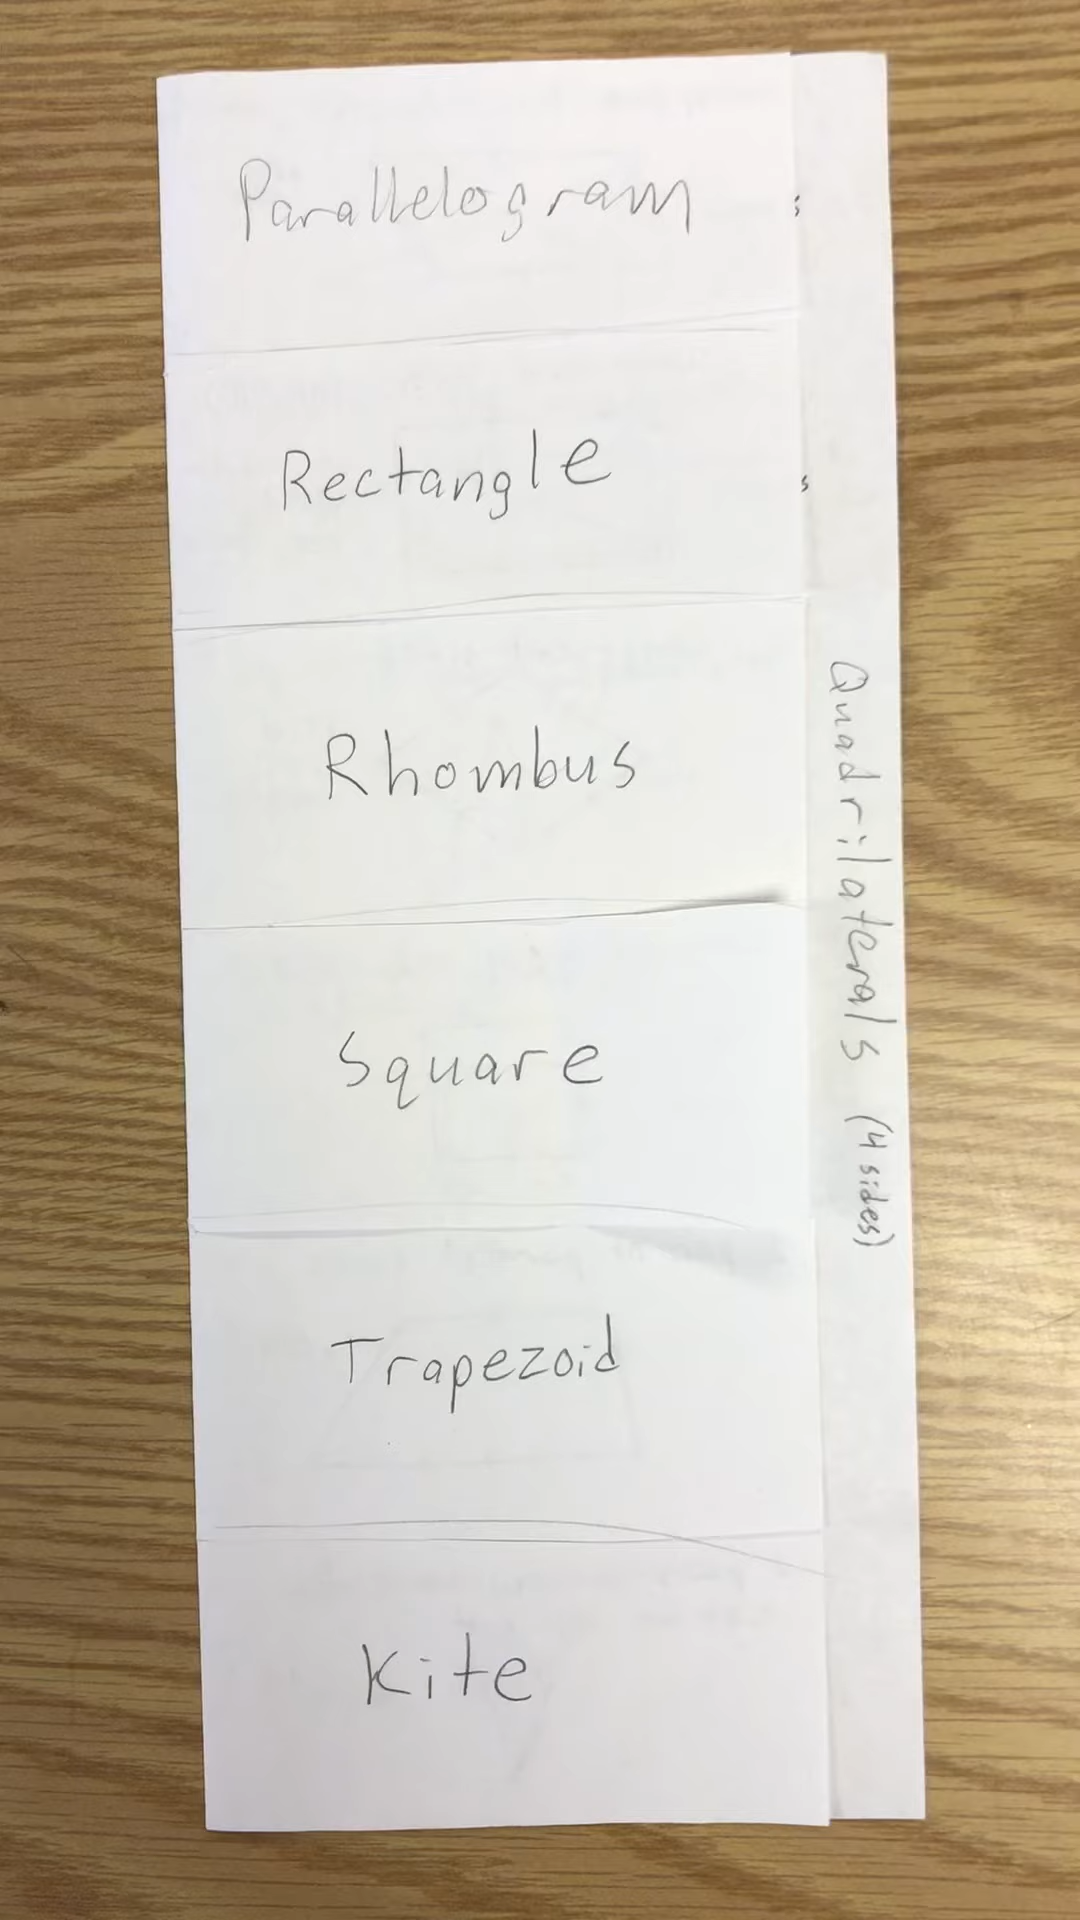 Parallelogram
Rectangle
Rhombus
Square
Trapezoid
Kite
Quadrilaterals (4 sides)